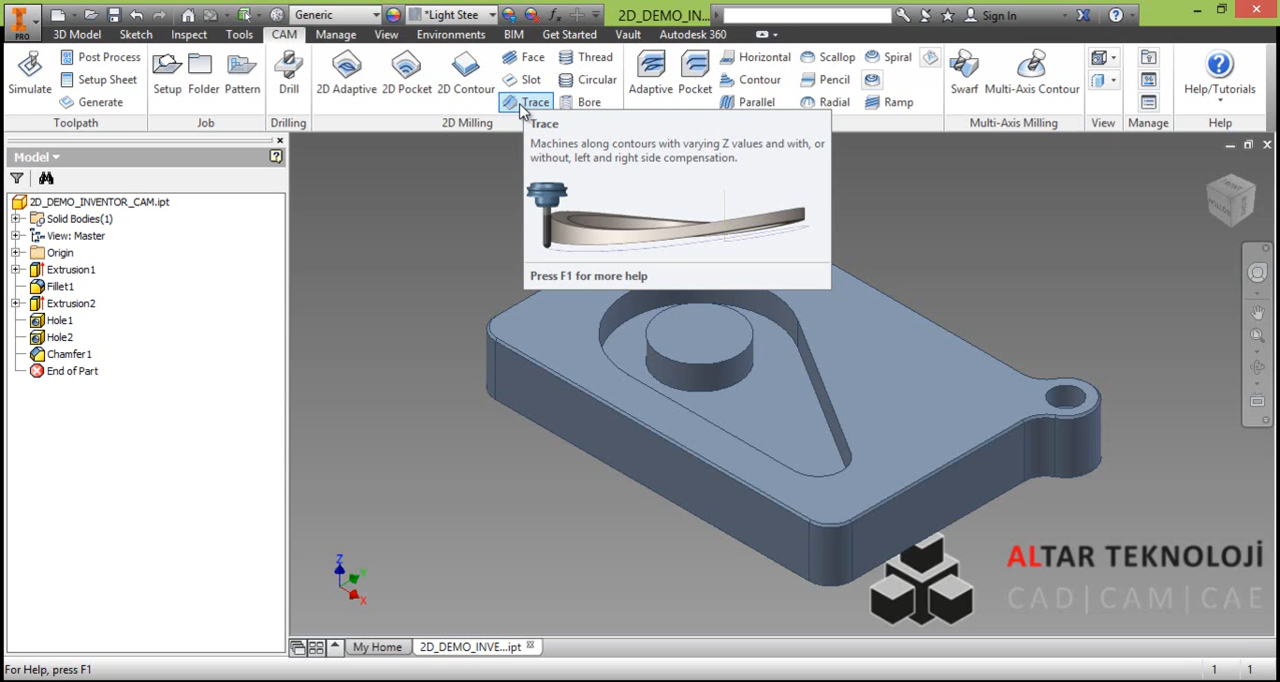 PRO
Generic
*Light Stee
2D_DEMO_IN...
Sign In
3D Model
Sketch
Inspect
Tools
CAM
Manage
View
Environments
BIM
Get Started
Vault
Autodesk 360
Simulate
Post Process
Setup Sheet
Generate
Toolpath
Setup
Folder
Pattern
Job
Drill
Drilling
2D Adaptive
2D Pocket
2D Contour
Face
Slot
Trace
Thread
Circular
Bore
2D Milling
Adaptive
Pocket
Horizontal
Contour
Parallel
Scallop
Pencil
Radial
Spiral
Ramp
Swarf
Multi-Axis Contour
Multi-Axis Milling
View
Manage
Help/Tutorials
Help
Trace
Machines along contours with varying Z values and with, or
without, left and right side compensation.
Press F1 for more help
Model
2D_DEMO_INVENTOR_CAM.ipt
Solid Bodies(1)
View: Master
Origin
Extrusion1
Fillet1
Extrusion2
Hole1
Hole2
Chamfer1
End of Part
Z
Y
X
ALTAR TEKNOLOJİ
CAD|CAM|CAE
My Home
2D_DEMO_INVE...ipt
For Help, press F1
1
1